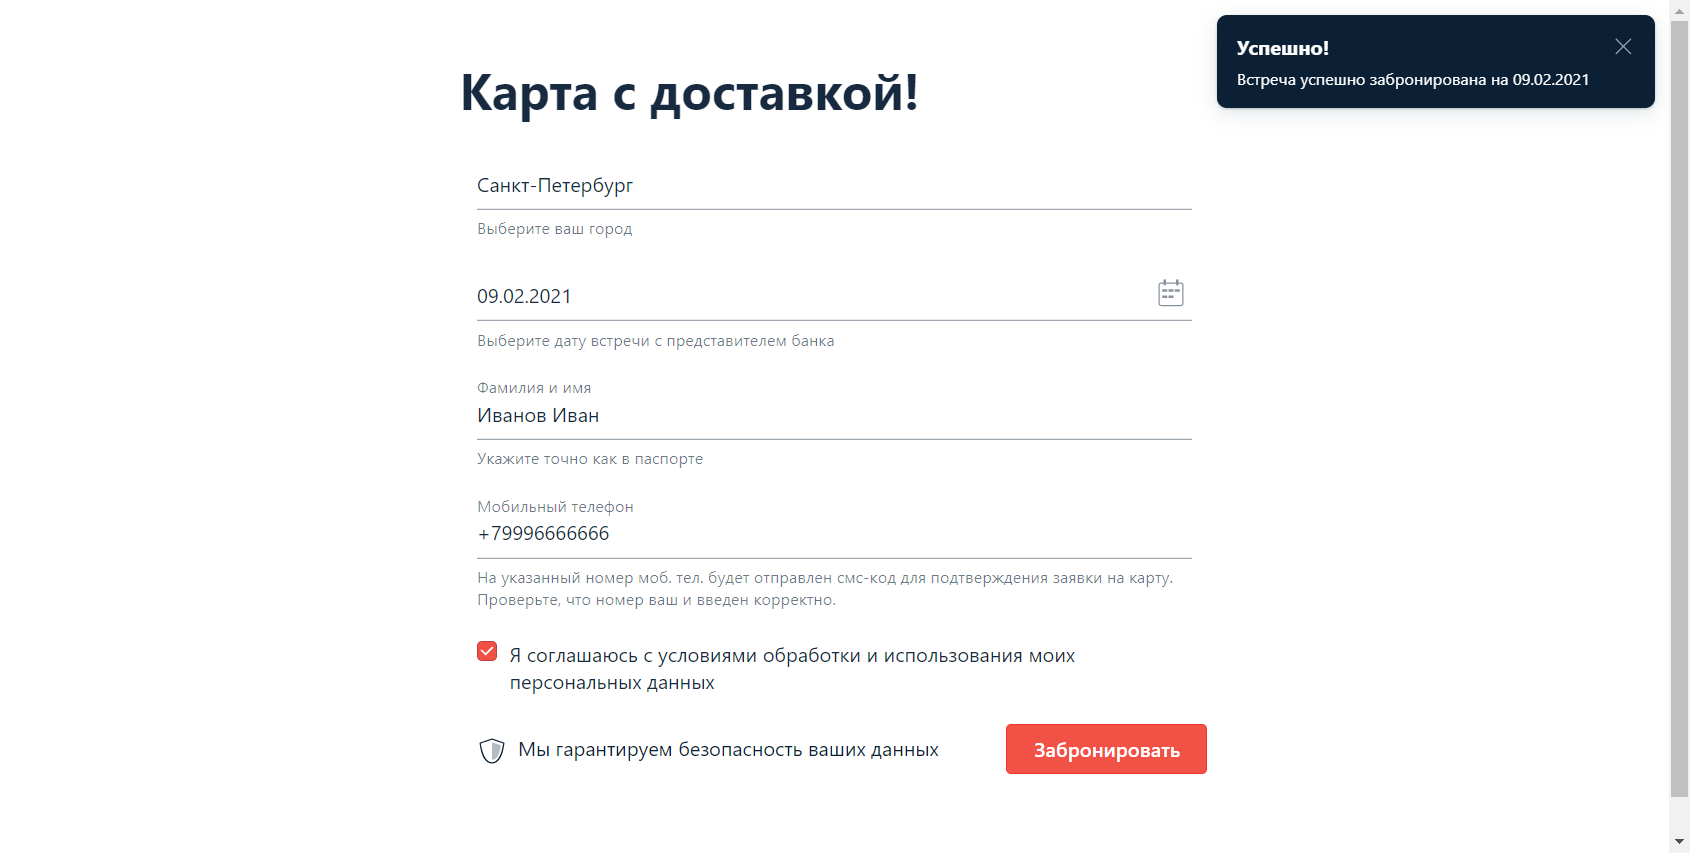 Успешно!
Встреча успешно забронирована на 09.02.2021
Карта с доставкой!
Санкт-Петербург
Выберите ваш город
09.02.2021
Выберите дату встречи с представителем банка
Фамилия и имя
Иванов Иван
Укажите точно как в паспорте
Мобильный телефон
+79996666666
На указанный номер моб. тел. будет отправлен смс-код для подтверждения заявки на карту.
Проверьте, что номер ваш и введен корректно.
Я соглашаюсь с условиями обработки и использования моих
персональных данных
Мы гарантируем безопасность ваших данных
Забронировать